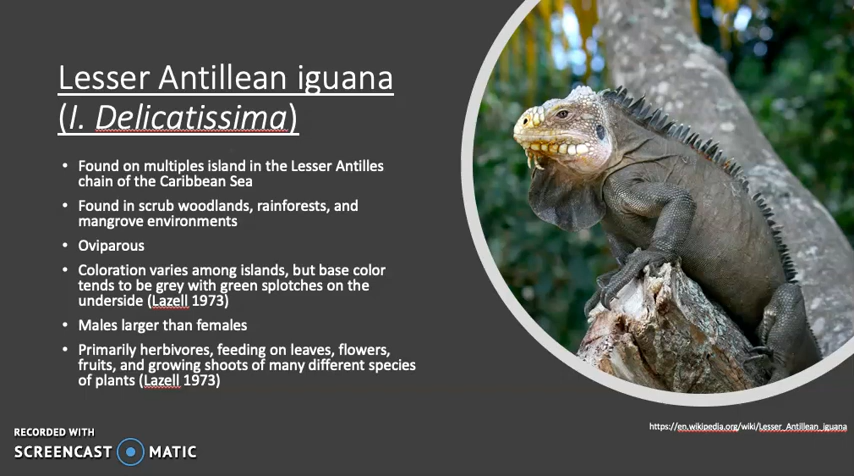 Lesser Antillean iguana
(I. Delicatissima)
• Found on multiples island in the Lesser Antilles
chain of the Caribbean Sea
• Found in scrub woodlands, rainforests, and
mangrove environments
• Oviparous
• Coloration varies among islands, but base color
tends to be grey with green splotches on the
underside (Lazell 1973)
• Males larger than females
• Primarily herbivores, feeding on leaves, flowers,
fruits, and growing shoots of many different species
of plants (Lazell 1973)
https://en.wikipedia.org/wiki/Lesser_Antillean_iguana
RECORDED WITH
SCREENCAST MATIC